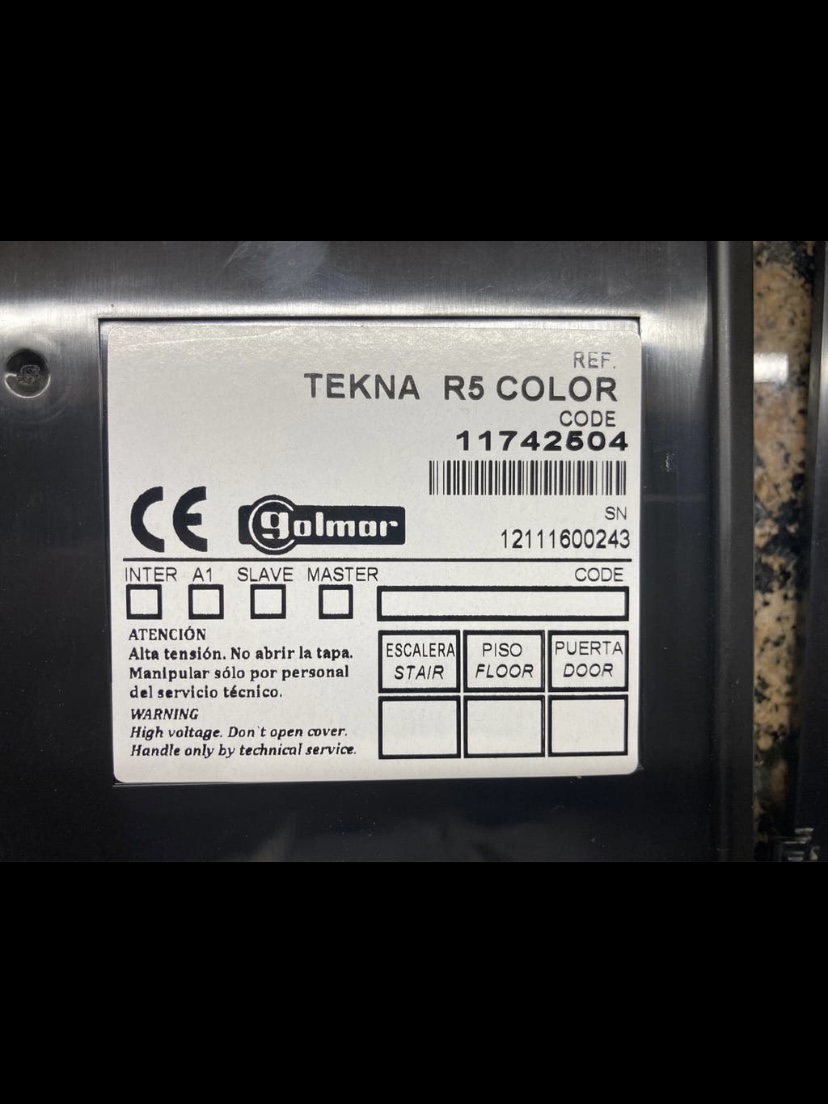 REF.
TEKNA R5 COLOR
CODE
11742504
CE golmar
SN
12111600243
INTER A1 SLAVE MASTER CODE
ATENCIÓN
Alta tensión. No abrir la tapa.
Manipular sólo por personal
del servicio técnico.
WARNING
High voltage. Don't open cover.
Handle only by technical service.
ESCALERA PISO PUERTA
STAIR FLOOR DOOR